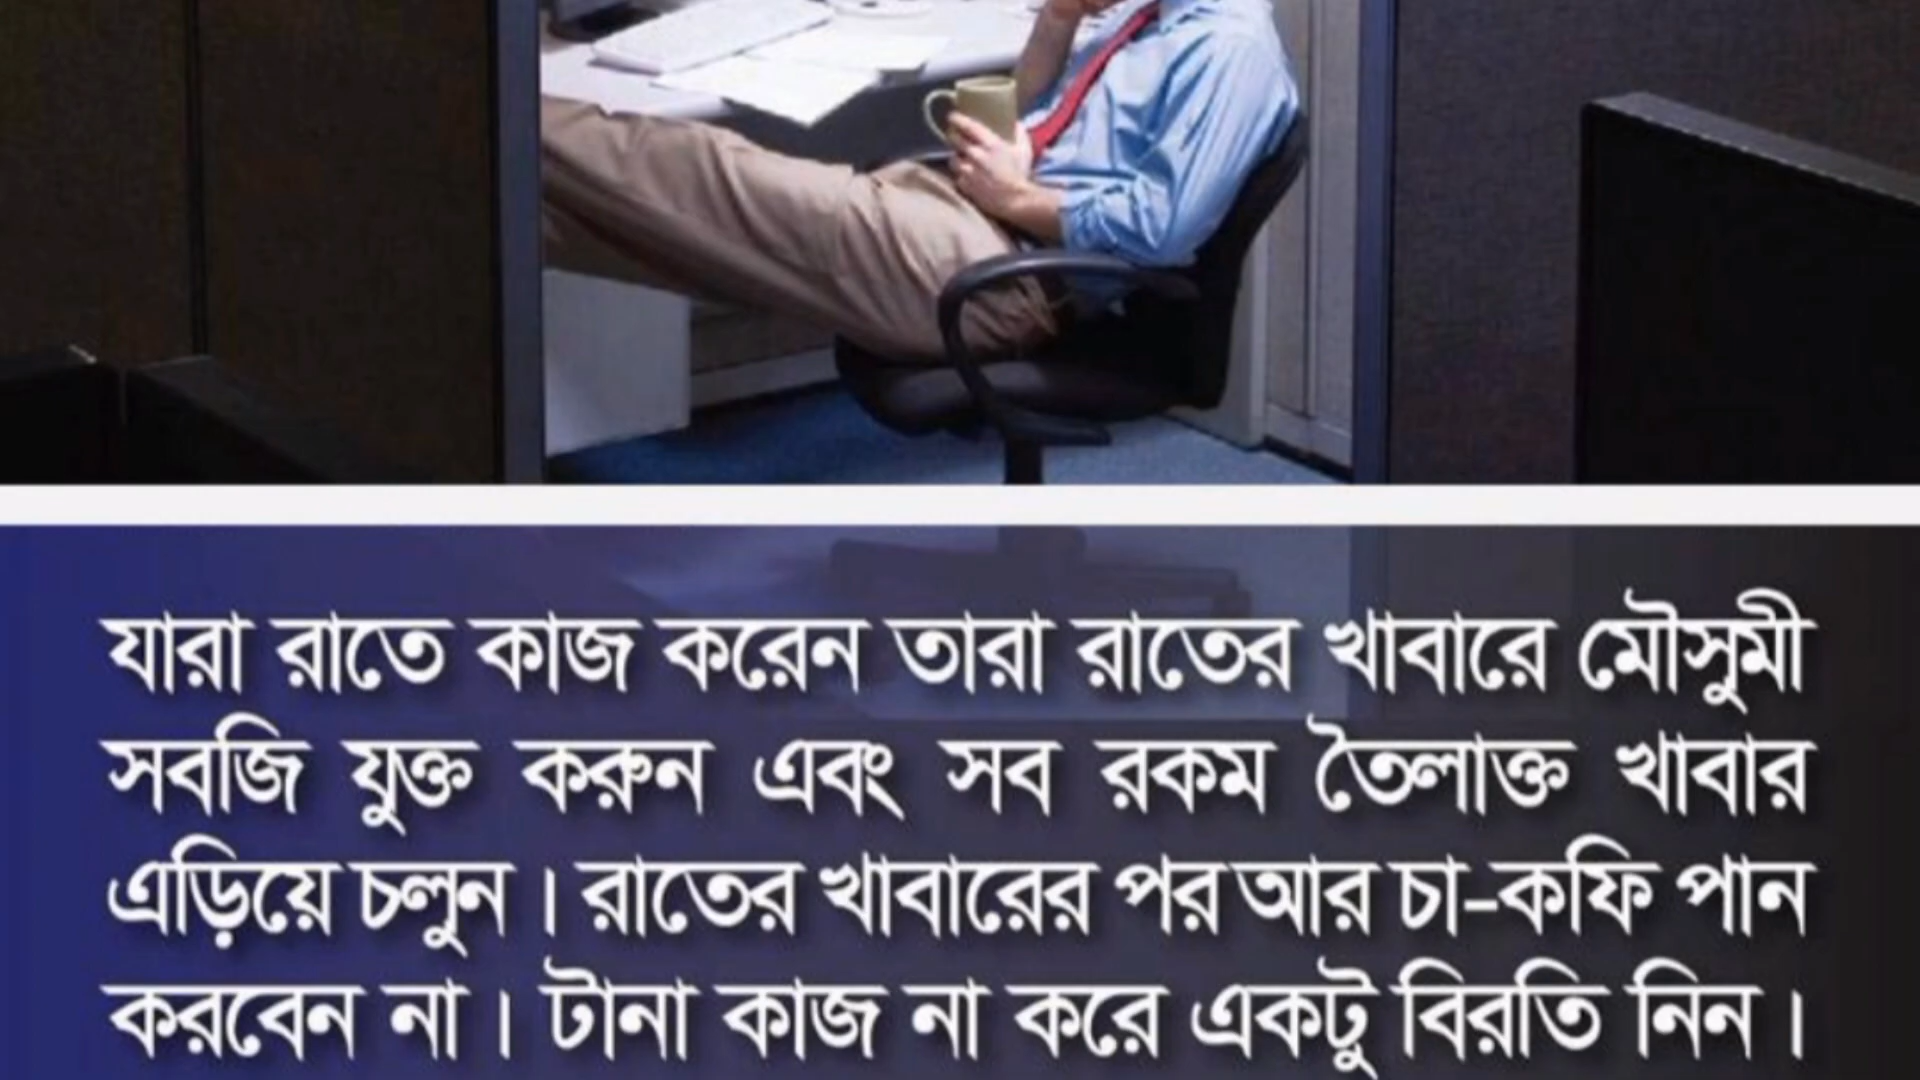 যারা রাতে কাজ করেন তারা রাতের খাবারে মৌসুমী
সবজি যুক্ত করুন এবং সব রকম তৈলাক্ত খাবার
এড়িয়ে চলুন। রাতের খাবারের পর আর চা-কফি পান
করবেন না। টানা কাজ না করে একটু বিরতি নিন।